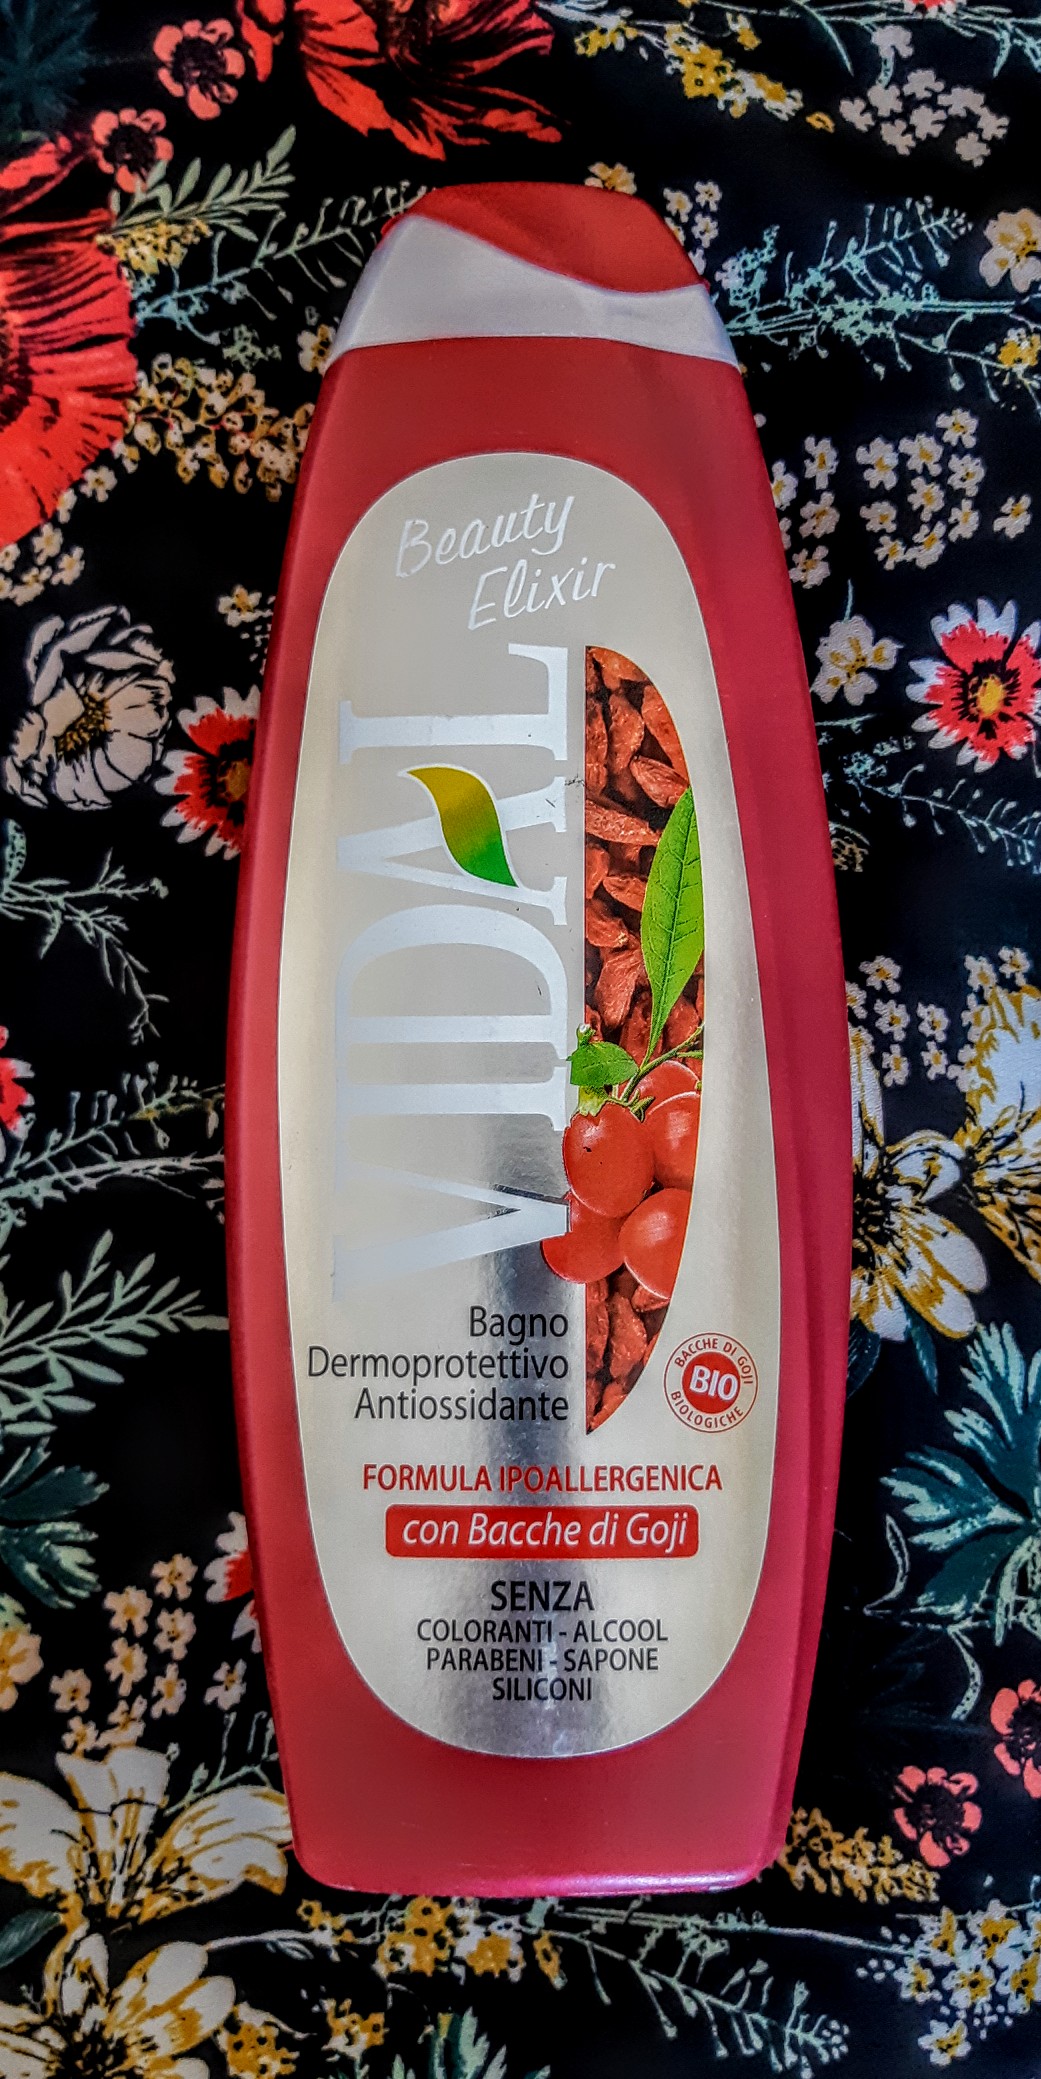 Beauty
Elixir
VIDAL
Bagno
Dermoprotettivo
Antiossidante
BACCHE DI GOJI
BIO
BIOLOGICHE
FORMULA IPOALLERGENICA
con Bacche di Goji
SENZA
COLORANTI - ALCOOL
PARABENI - SAPONE
SILICONI